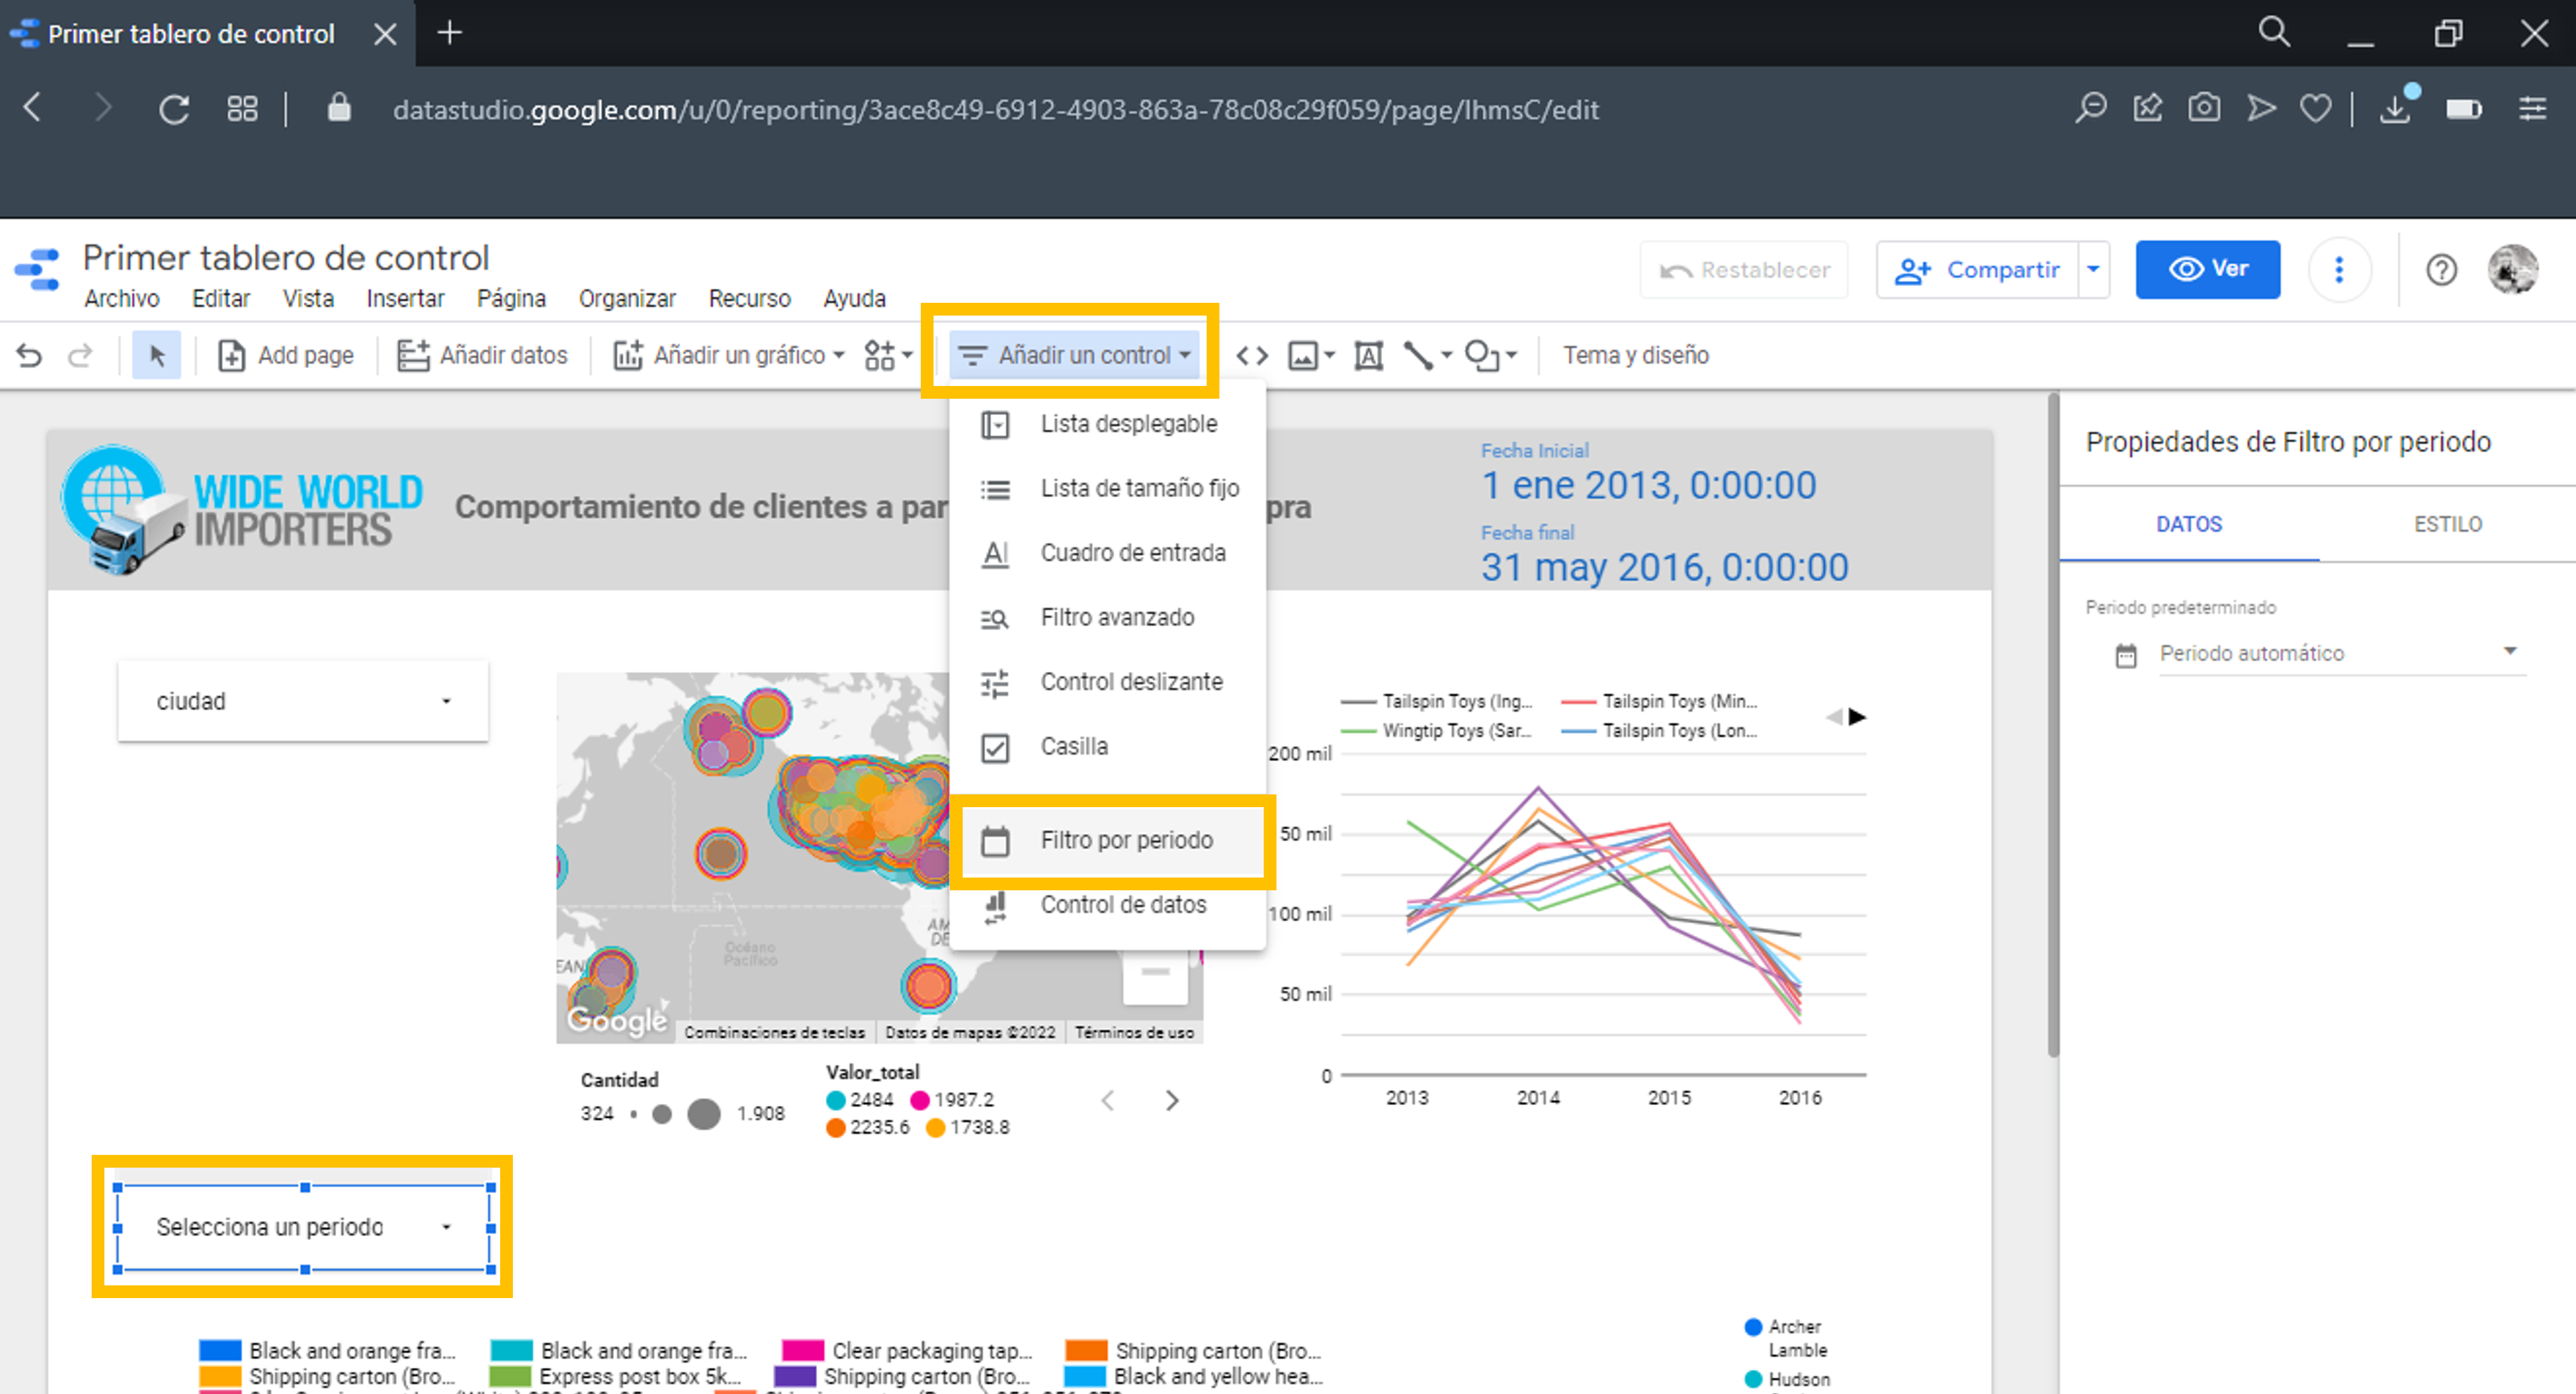 Primer tablero de control
datastudio.google.com/u/0/reporting/3ace8c49-6912-4903-863a-78c08c29f059/page/lhmsC/edit
Primer tablero de control
Archivo Editar Vista Insertar Página Organizar Recurso Ayuda
Restablecer
Compartir
Ver
Add page Añadir datos Añadir un gráfico Añadir un control Tema y diseño
Lista desplegable
Lista de tamaño fijo
Cuadro de entrada
Filtro avanzado
Control deslizante
Casilla
Filtro por periodo
Control de datos
WIDE WORLD
IMPORTERS
Comportamiento de clientes a par
pra
Fecha Inicial
1 ene 2013, 0:00:00
Fecha final
31 may 2016, 0:00:00
Propiedades de Filtro por periodo
DATOS ESTILO
Periodo predeterminado
Periodo automático
ciudad
AM
DE
Océano
Pacífico
EAN
Google
Combinaciones de teclas Datos de mapas ©2022 Términos de uso
Cantidad
324 1.908
Valor_total
2484 1987.2
2235.6 1738.8
Tailspin Toys (Ing... Tailspin Toys (Min...
Wingtip Toys (Sar... Tailspin Toys (Lon...
200 mil
50 mil
100 mil
50 mil
0
2013 2014 2015 2016
Selecciona un periodo
Black and orange fra... Black and orange fra... Clear packaging tap... Shipping carton (Bro...
Shipping carton (Bro... Express post box 5k... Shipping carton (Bro... Black and yellow hea...
Archer
Lamble
Hudson